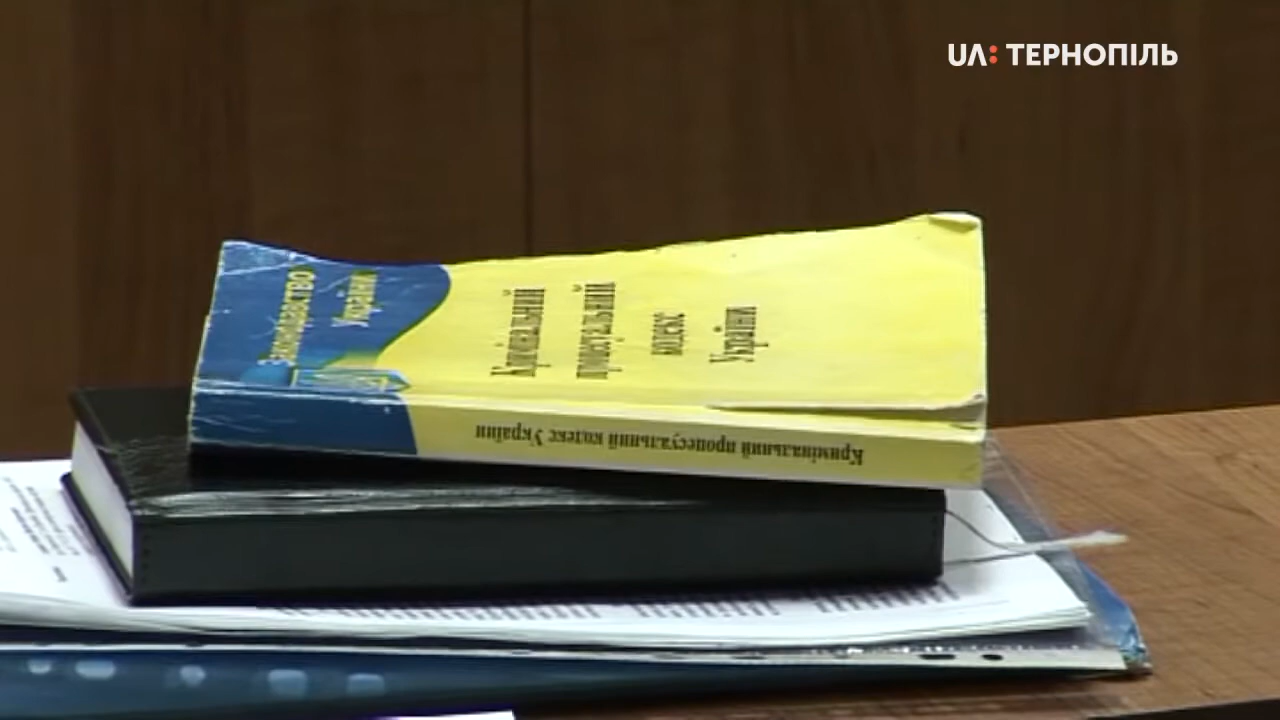 UA: ТЕРНОПІЛЬ
Законодавство
України
Кримінальний
процесуальний
кодекс
України
Кримінальний процесуальний кодекс України